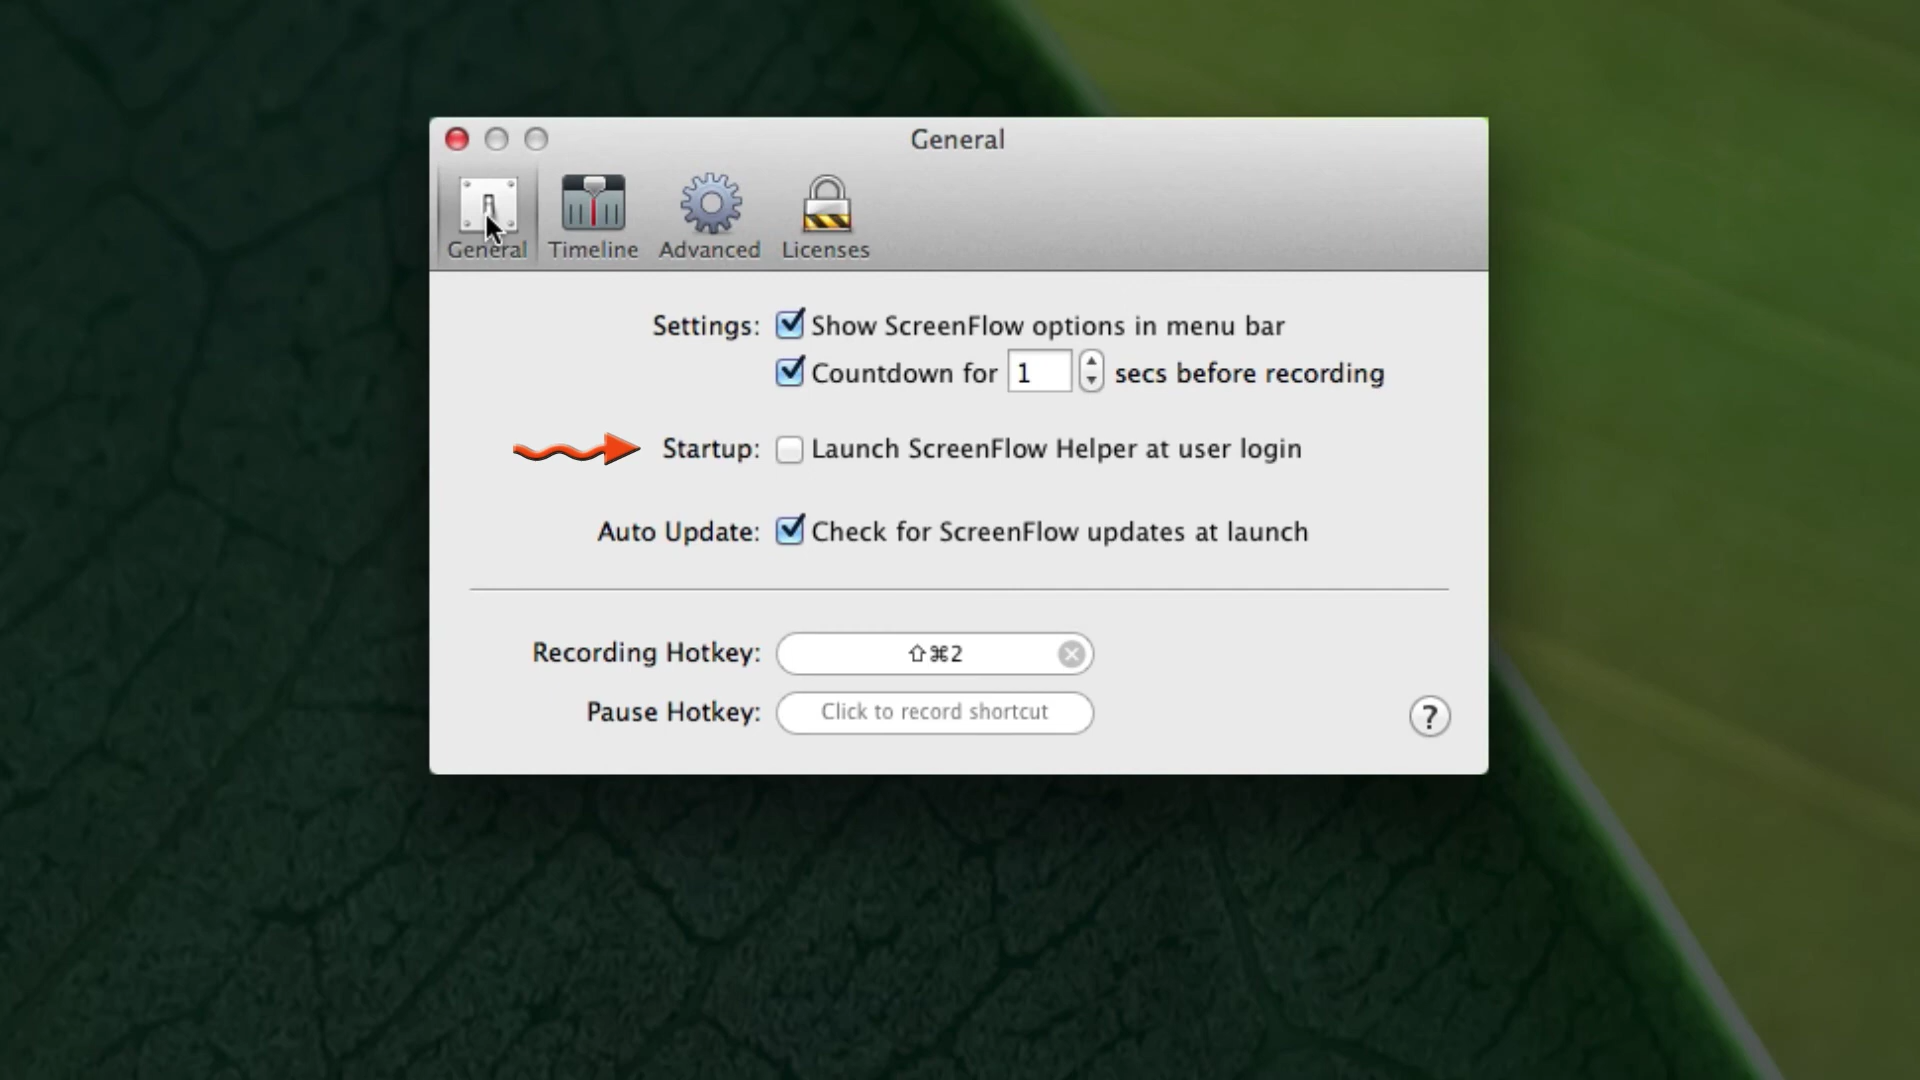 General
General Timeline Advanced Licenses
Settings: Show ScreenFlow options in menu bar
Countdown for 1 secs before recording
Startup: Launch ScreenFlow Helper at user login
Auto Update: Check for ScreenFlow updates at launch
Recording Hotkey: ⇧⌘2
Pause Hotkey: Click to record shortcut
?